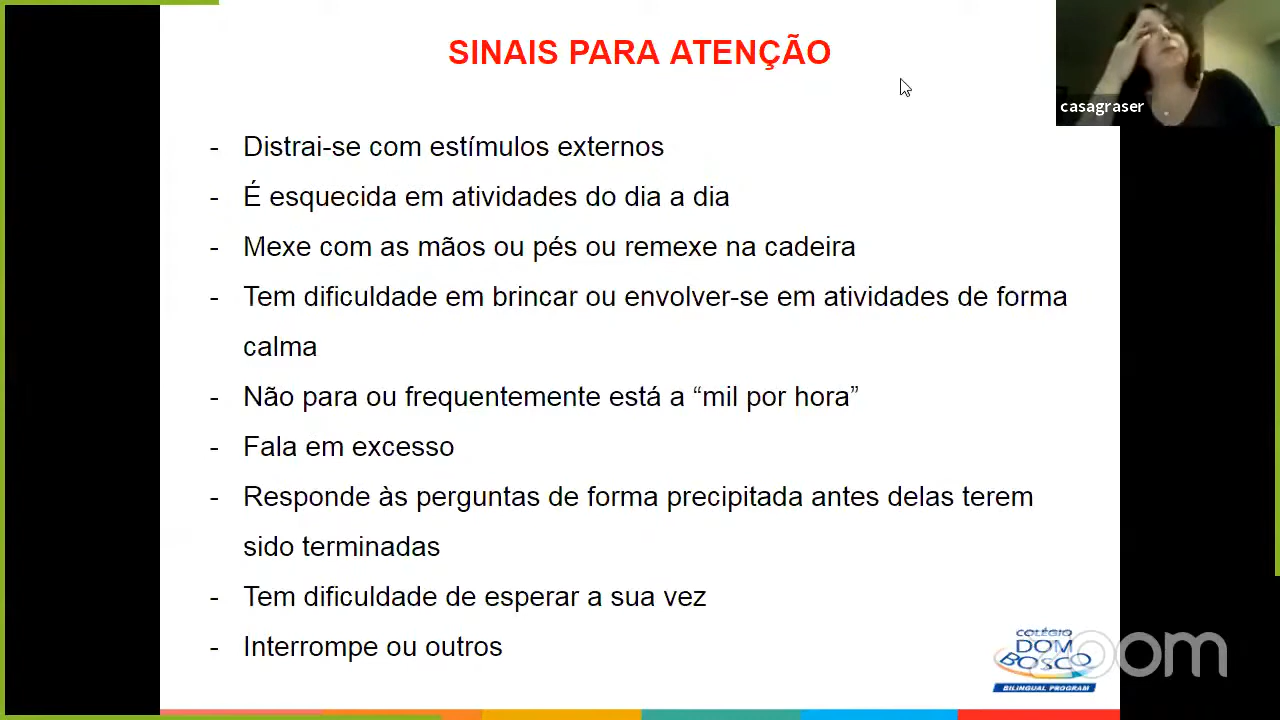 SINAIS PARA ATENÇÃO
casagraser
- Distrai-se com estímulos externos
- É esquecida em atividades do dia a dia
- Mexe com as mãos ou pés ou remexe na cadeira
- Tem dificuldade em brincar ou envolver-se em atividades de forma
calma
- Não para ou frequentemente está a “mil por hora”
- Fala em excesso
- Responde às perguntas de forma precipitada antes delas terem
sido terminadas
- Tem dificuldade de esperar a sua vez
- Interrompe ou outros
COLÉGIO
DOM
BOSCO
BILINGUAL PROGRAM
zoom